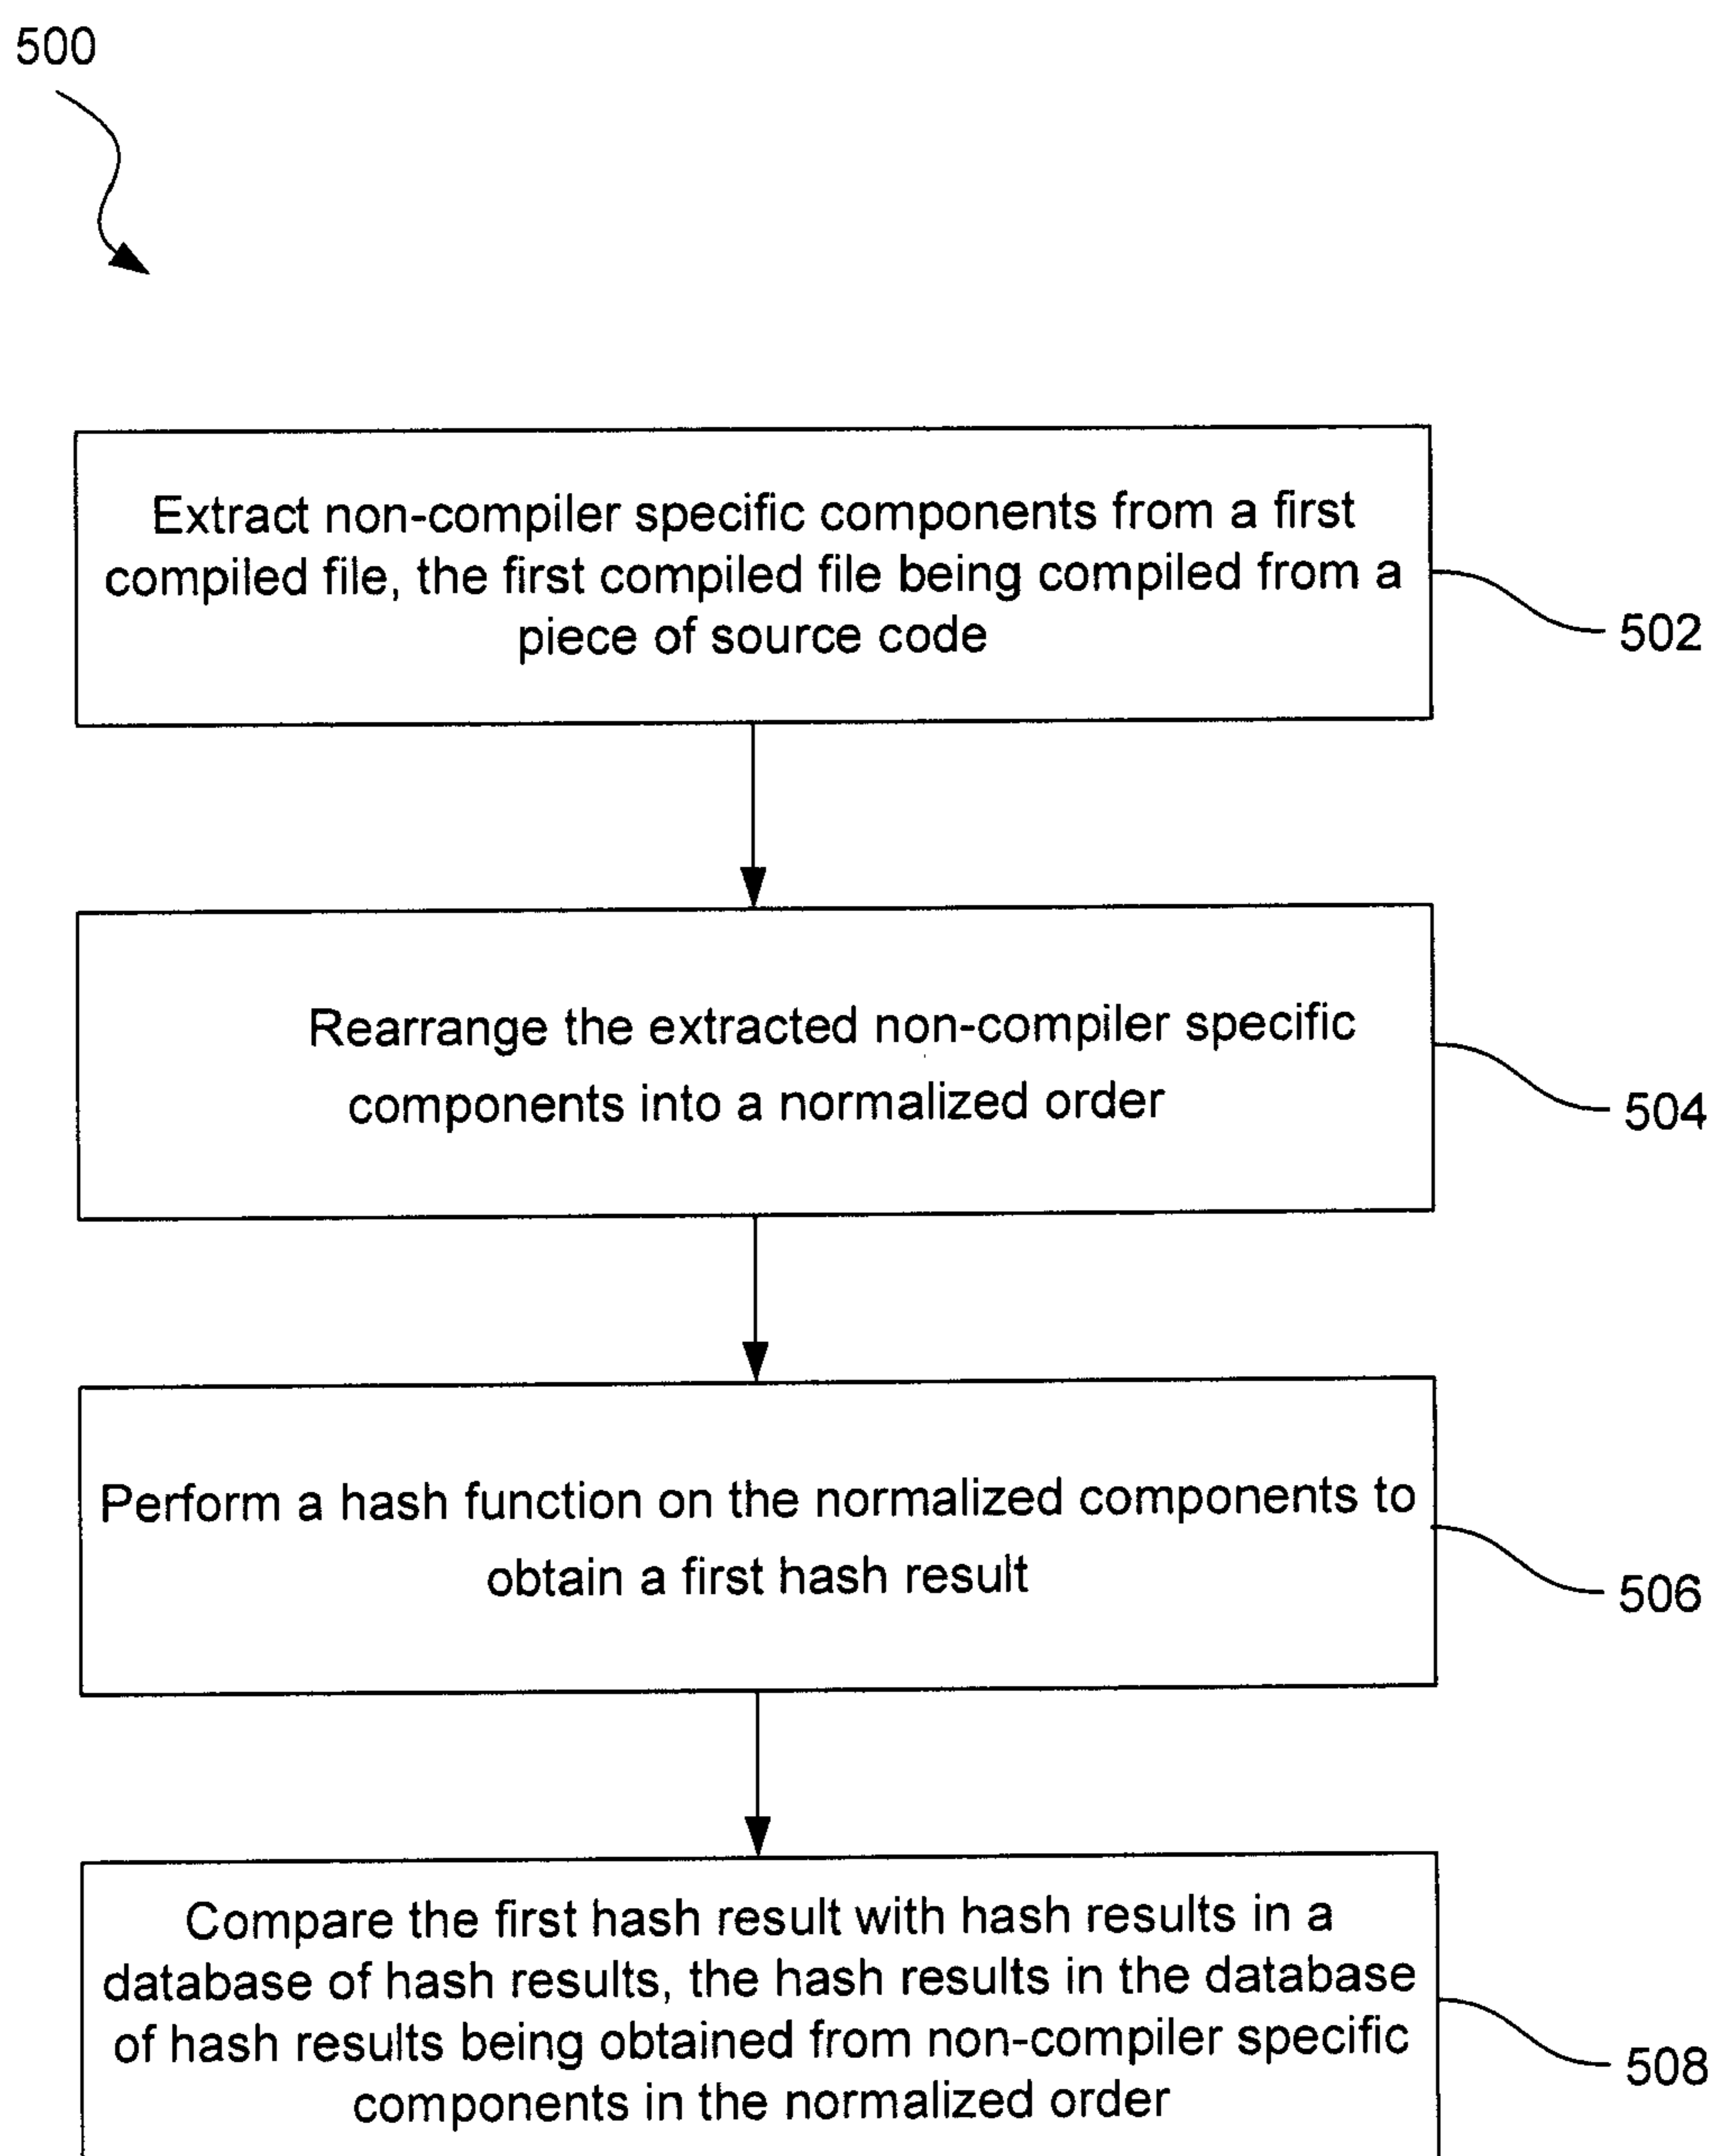 500
Extract non-compiler specific components from a first
compiled file, the first compiled file being compiled from a
piece of source code
502
Rearrange the extracted non-compiler specific
components into a normalized order
504
Perform a hash function on the normalized components to
obtain a first hash result
506
Compare the first hash result with hash results in a
database of hash results, the hash results in the database
of hash results being obtained from non-compiler specific
components in the normalized order
508